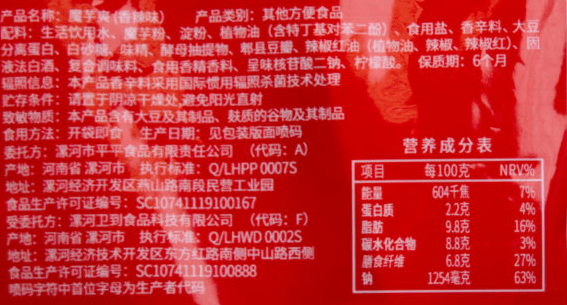 产品名称：魔芋爽(香辣味)  产品类别：其他方便食品
配料：生活饮用水、魔芋粉、淀粉、植物油（含特丁基对苯二酚）、食用盐、香辛料、大豆
分离蛋白、白砂糖、味精、酵母抽提物、郫县豆瓣、辣椒红油（植物油、辣椒、辣椒红）、固
液法白酒、复合调味料、食用香精香料、呈味核苷酸二钠、柠檬酸。 保质期：6个月
辐照信息：本产品香辛料采用国际惯用辐照杀菌技术处理
贮存条件：请置于阴凉干燥处,避免阳光直射
致敏物质：本产品含有大豆及其制品、麸质的谷物及其制品
食用方法：开袋即食  生产日期：见包装版面喷码
委托方：漯河市平平食品有限责任公司 （代码：A）
产地：河南省 漯河市  执行标准：Q/LHPP 0007S
地址：漯河经济开发区燕山路南段民营工业园
食品生产许可证编号：SC10741119100167
受委托方：漯河卫到食品科技有限公司 （代码：F）
产地：河南省 漯河市  执行标准：Q/LHWD 0002S
地址：漯河经济技术开发区东方红路南侧中山路西侧
食品生产许可证编号：SC10741119100888
喷码字符中首位字母为生产者代码
营养成分表
项目 每100克 NRV%
能量 604千焦 7%
蛋白质 2.2克 4%
脂肪 9.8克 16%
碳水化合物 8.8克 3%
膳食纤维 6.8克 27%
钠 1254毫克 63%